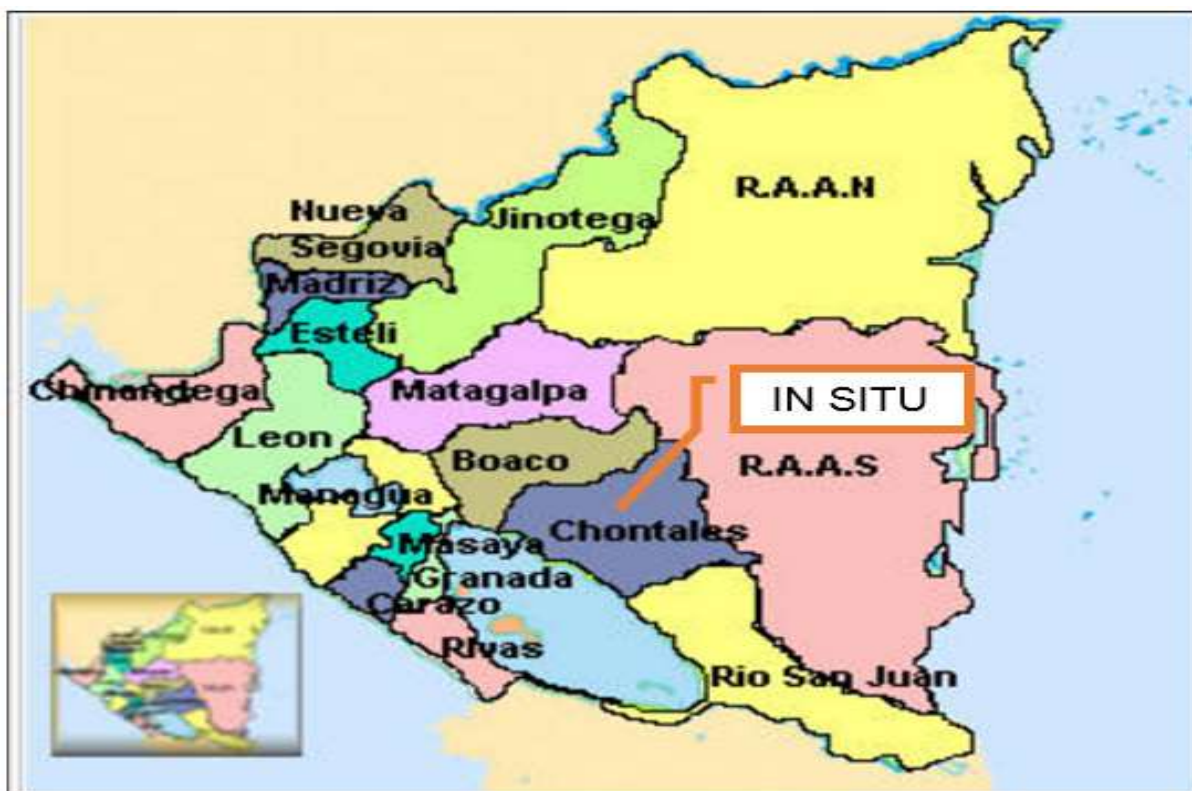 R.A.A.N
Nueva
Segovia
Jinotega
Madriz
Esteli
Chinandega
Matagalpa
IN SITU
Leon
Boaco
R.A.A.S
Managua
Chontales
Masaya
Granada
Carazo
Rivas
Rio San Juan